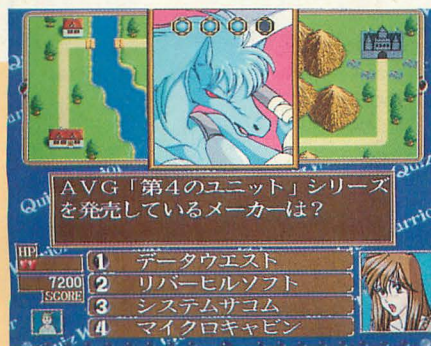 AVG「第4のユニット」シリーズ
を発売しているメーカーは？
HP
7200
SCORE
1 データウエスト
2 リバーヒルソフト
3 システムサコム
4 マイクロキャビン